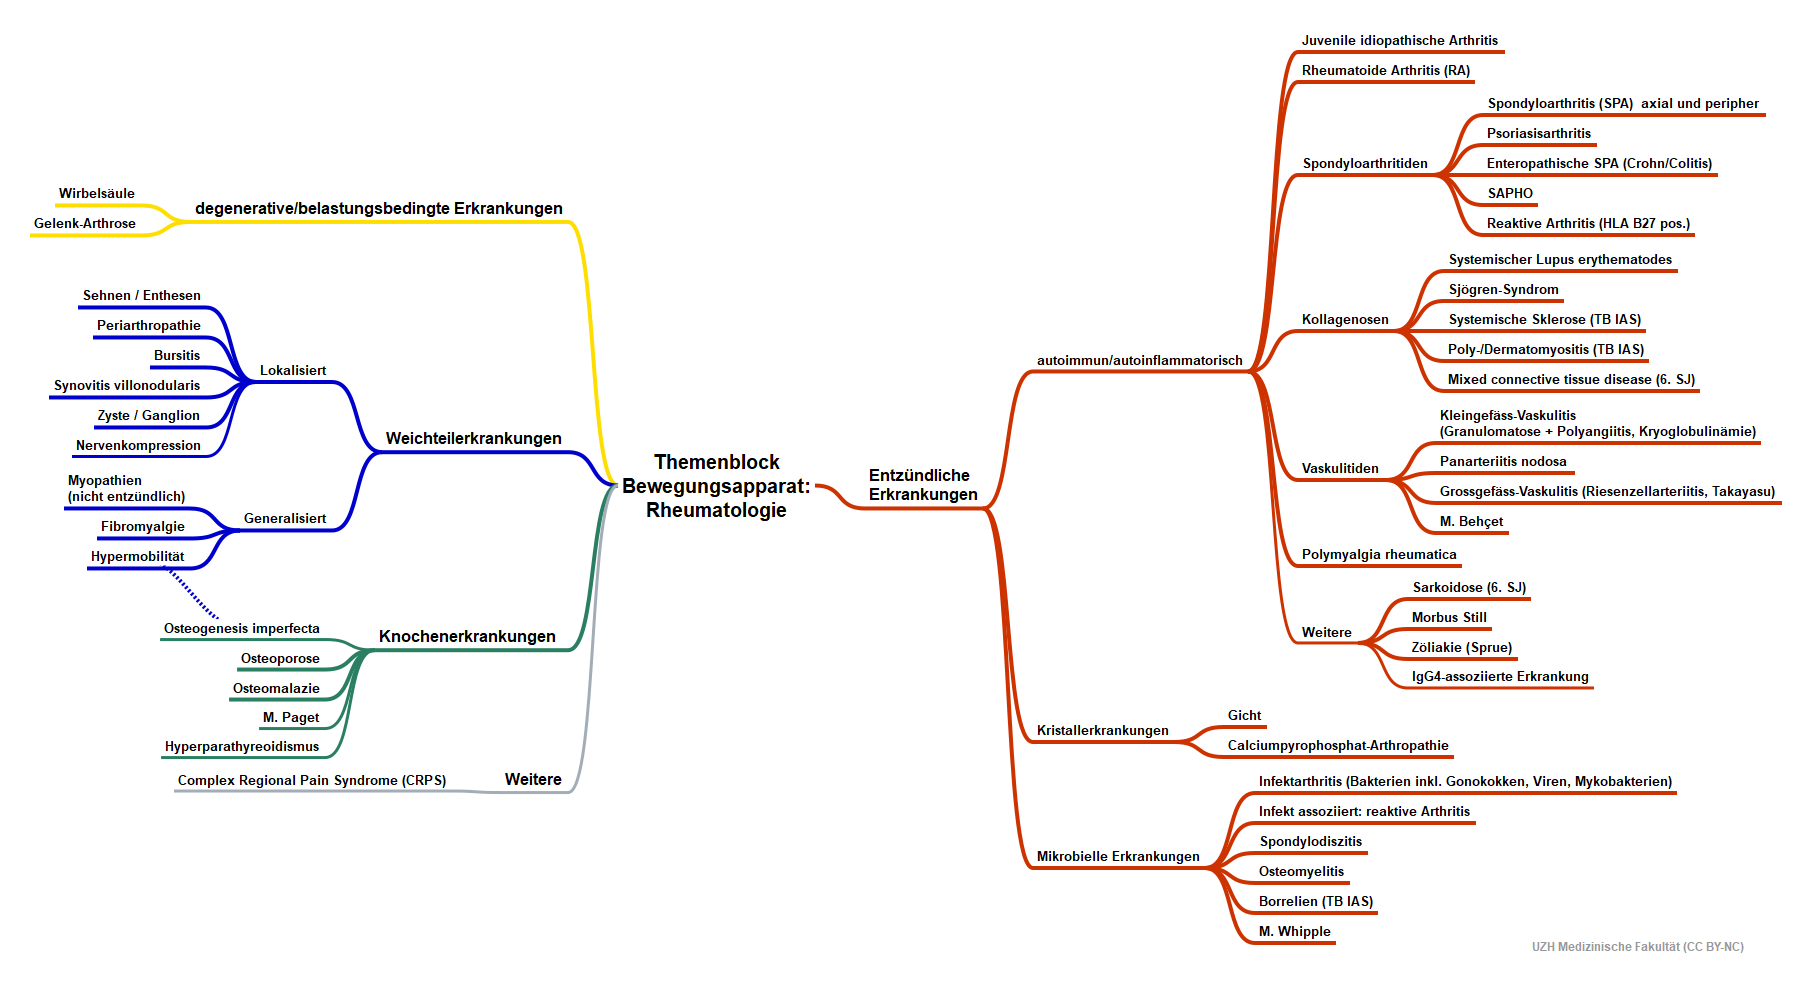 Themenblock
Bewegungsapparat:
Rheumatologie
degenerative/belastungsbedingte Erkrankungen
Wirbelsäule
Gelenk-Arthrose
Weichteilerkrankungen
Lokalisiert
Sehnen / Enthesen
Periarthropathie
Bursitis
Synovitis villonodularis
Zyste / Ganglion
Nervenkompression
Generalisiert
Myopathien
(nicht entzündlich)
Fibromyalgie
Hypermobilität
Knochenerkrankungen
Osteogenesis imperfecta
Osteoporose
Osteomalazie
M. Paget
Hyperparathyreoidismus
Weitere
Complex Regional Pain Syndrome (CRPS)
Entzündliche
Erkrankungen
autoimmun/autoinflammatorisch
Juvenile idiopathische Arthritis
Rheumatoide Arthritis (RA)
Spondyloarthritiden
Spondyloarthritis (SPA) axial und peripher
Psoriasisarthritis
Enteropathische SPA (Crohn/Colitis)
SAPHO
Reaktive Arthritis (HLA B27 pos.)
Kollagenosen
Systemischer Lupus erythematodes
Sjögren-Syndrom
Systemische Sklerose (TB IAS)
Poly-/Dermatomyositis (TB IAS)
Mixed connective tissue disease (6. SJ)
Vaskulitiden
Kleingefäss-Vaskulitis
(Granulomatose + Polyangiitis, Kryoglobulinämie)
Panarteriitis nodosa
Grossgefäss-Vaskulitis (Riesenzellarteriitis, Takayasu)
M. Behçet
Polymyalgia rheumatica
Weitere
Sarkoidose (6. SJ)
Morbus Still
Zöliakie (Sprue)
IgG4-assoziierte Erkrankung
Kristallerkrankungen
Gicht
Calciumpyrophosphat-Arthropathie
Mikrobielle Erkrankungen
Infektarthritis (Bakterien inkl. Gonokokken, Viren, Mykobakterien)
Infekt assoziiert: reaktive Arthritis
Spondylodiszitis
Osteomyelitis
Borrelien (TB IAS)
M. Whipple
UZH Medizinische Fakultät (CC BY-NC)